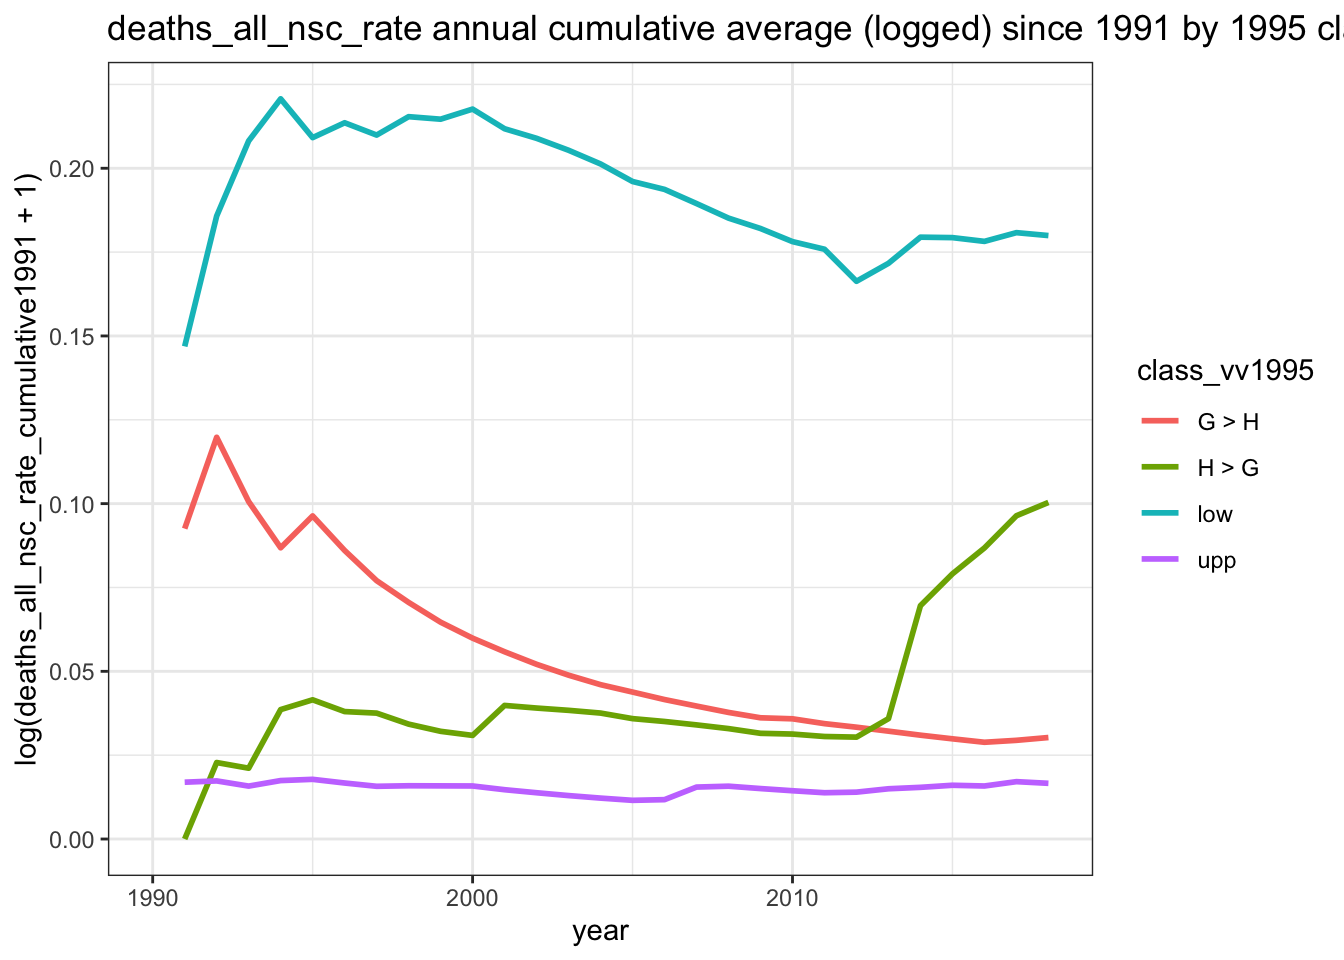 deaths_all_nsc_rate annual cumulative average (logged) since 1991 by 1995
log(deaths_all_nsc_rate_cumulative1991 + 1)
0.20
0.15
0.10
0.05
0.00
1990 2000 2010
year
class_vv1995
G > H
H > G
low
upp